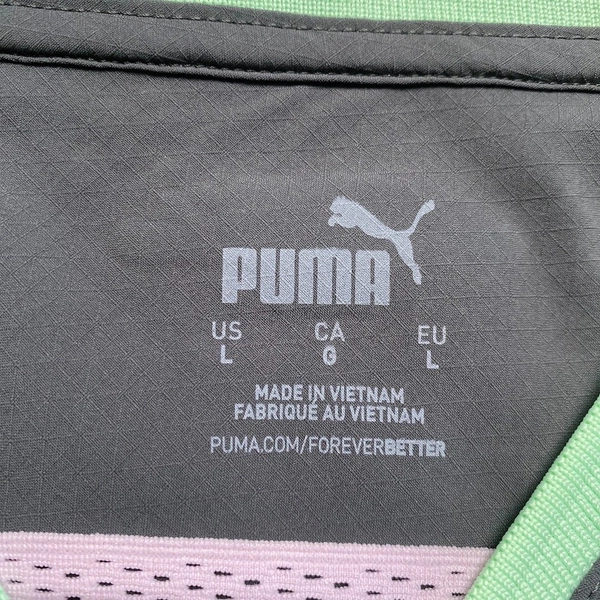 PUMA
US CA EU
L G L
MADE IN VIETNAM
FABRIQUÉ AU VIETNAM
PUMA.COM/FOREVERBETTER